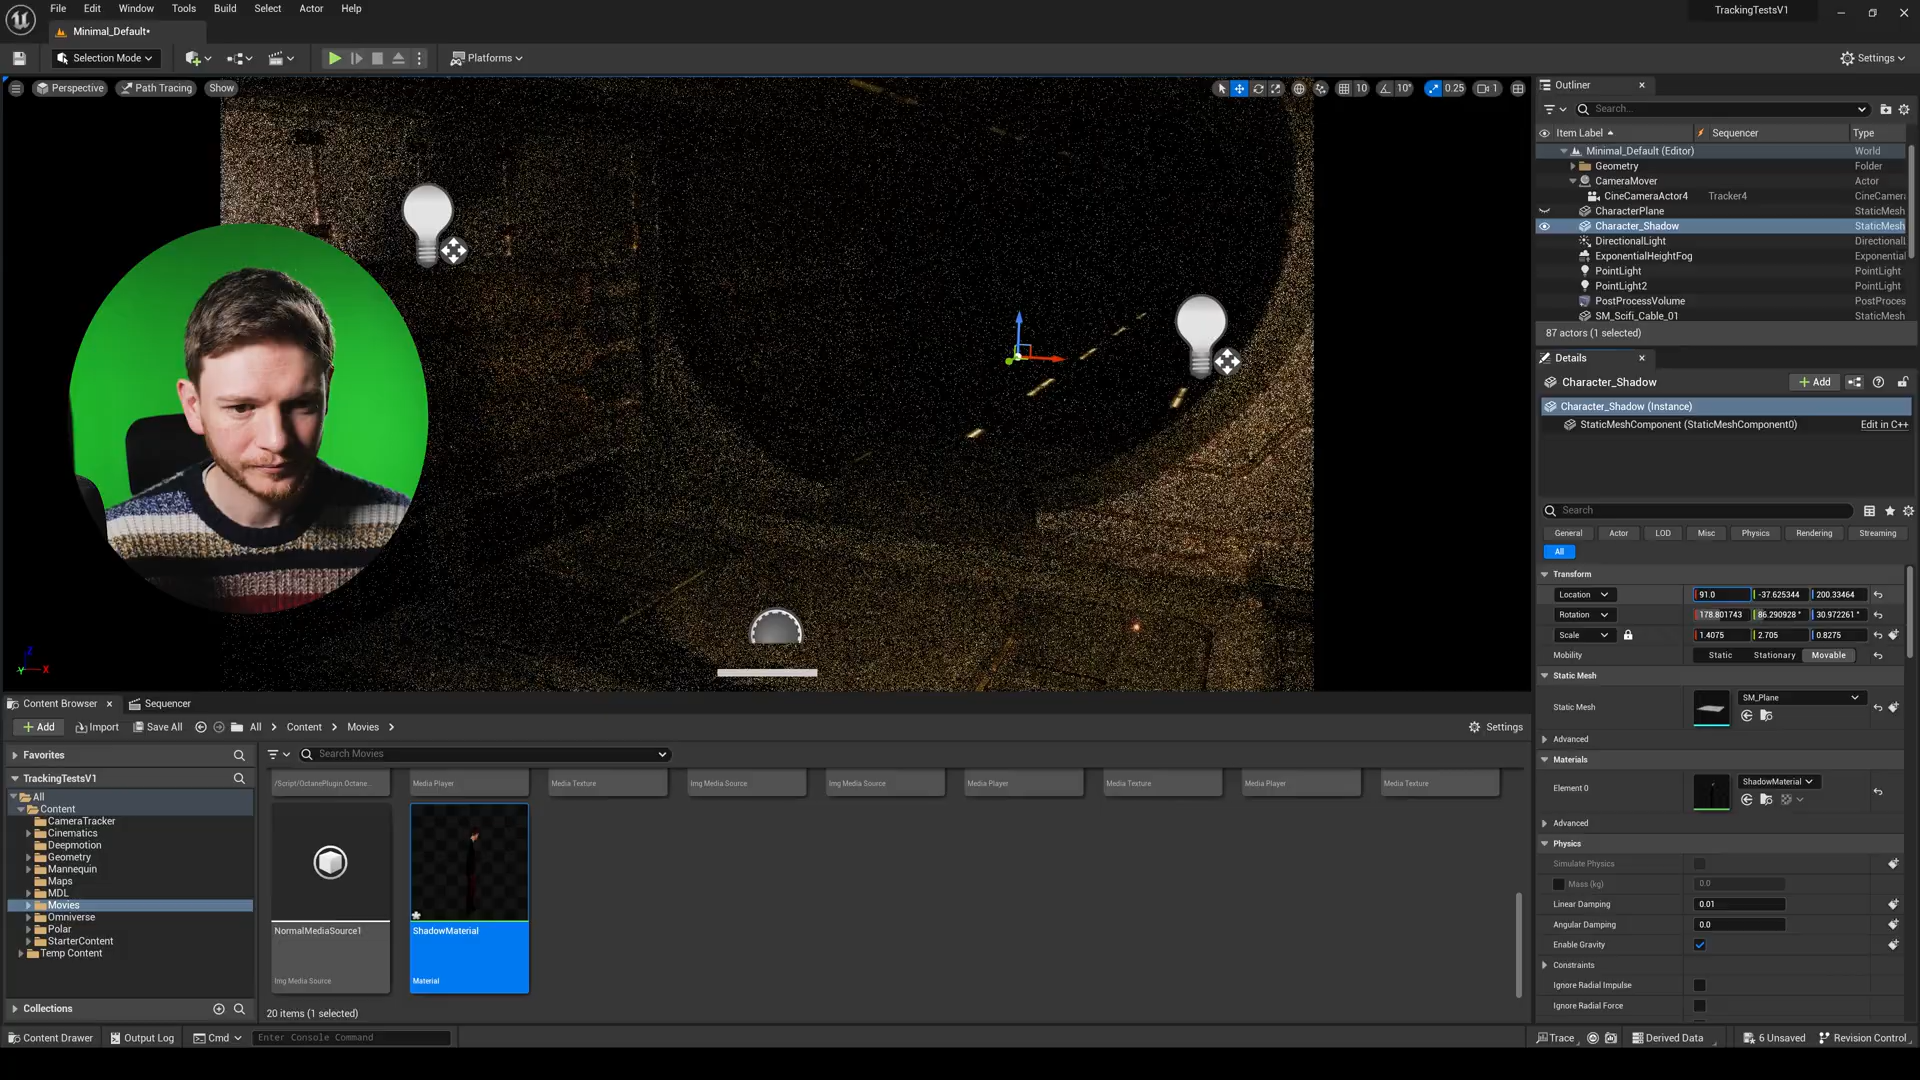 File Edit Window Tools Build Select Actor Help
TrackingTestsV1
Minimal_Default*
Selection Mode
Platforms
Settings
Perspective Path Tracing Show
10 10° 0.25 1
Outliner
Search...
Item Label Sequencer Type
Minimal_Default (Editor) World
Geometry Folder
CameraMover Actor
CineCameraActor4 Tracker4 CineCamera
CharacterPlane StaticMesh
Character_Shadow StaticMesh
DirectionalLight Directional
ExponentialHeightFog Exponential
PointLight PointLight
PointLight2 PointLight
PostProcessVolume PostProces
SM_Scifi_Cable_01 StaticMesh
87 actors (1 selected)
Details
Character_Shadow
Add
Character_Shadow (Instance)
StaticMeshComponent (StaticMeshComponent0) Edit in C++
Search
General Actor LOD Misc Physics Rendering Streaming
All
Transform
Location 91.0 -37.625344 200.33464
Rotation 178.801743 86.290928° 30.972261°
Scale 1.4075 2.705 0.8275
Mobility Static Stationary Movable
Static Mesh
Static Mesh SM_Plane
Advanced
Materials
Element 0 ShadowMaterial
Advanced
Physics
Simulate Physics
Mass (kg) 0.0
Linear Damping 0.01
Angular Damping 0.0
Enable Gravity
Constraints
Ignore Radial Impulse
Ignore Radial Force
Z
Y X
Content Browser Sequencer
Add Import Save All All Content Movies Settings
Favorites
Search Movies
TrackingTestsV1
All
Content
CameraTracker
Cinematics
Deepmotion
Geometry
Mannequin
Maps
MDL
Movies
Omniverse
Polar
StarterContent
Temp Content
Collections
/Script/OctanePlugin.Octane... Media Player Media Texture Img Media Source Img Media Source Media Player Media Texture Media Player Media Texture
NormalMediaSource1 ShadowMaterial
Img Media Source Material
20 items (1 selected)
Content Drawer Output Log Cmd Enter Console Command
Trace Derived Data 6 Unsaved Revision Control